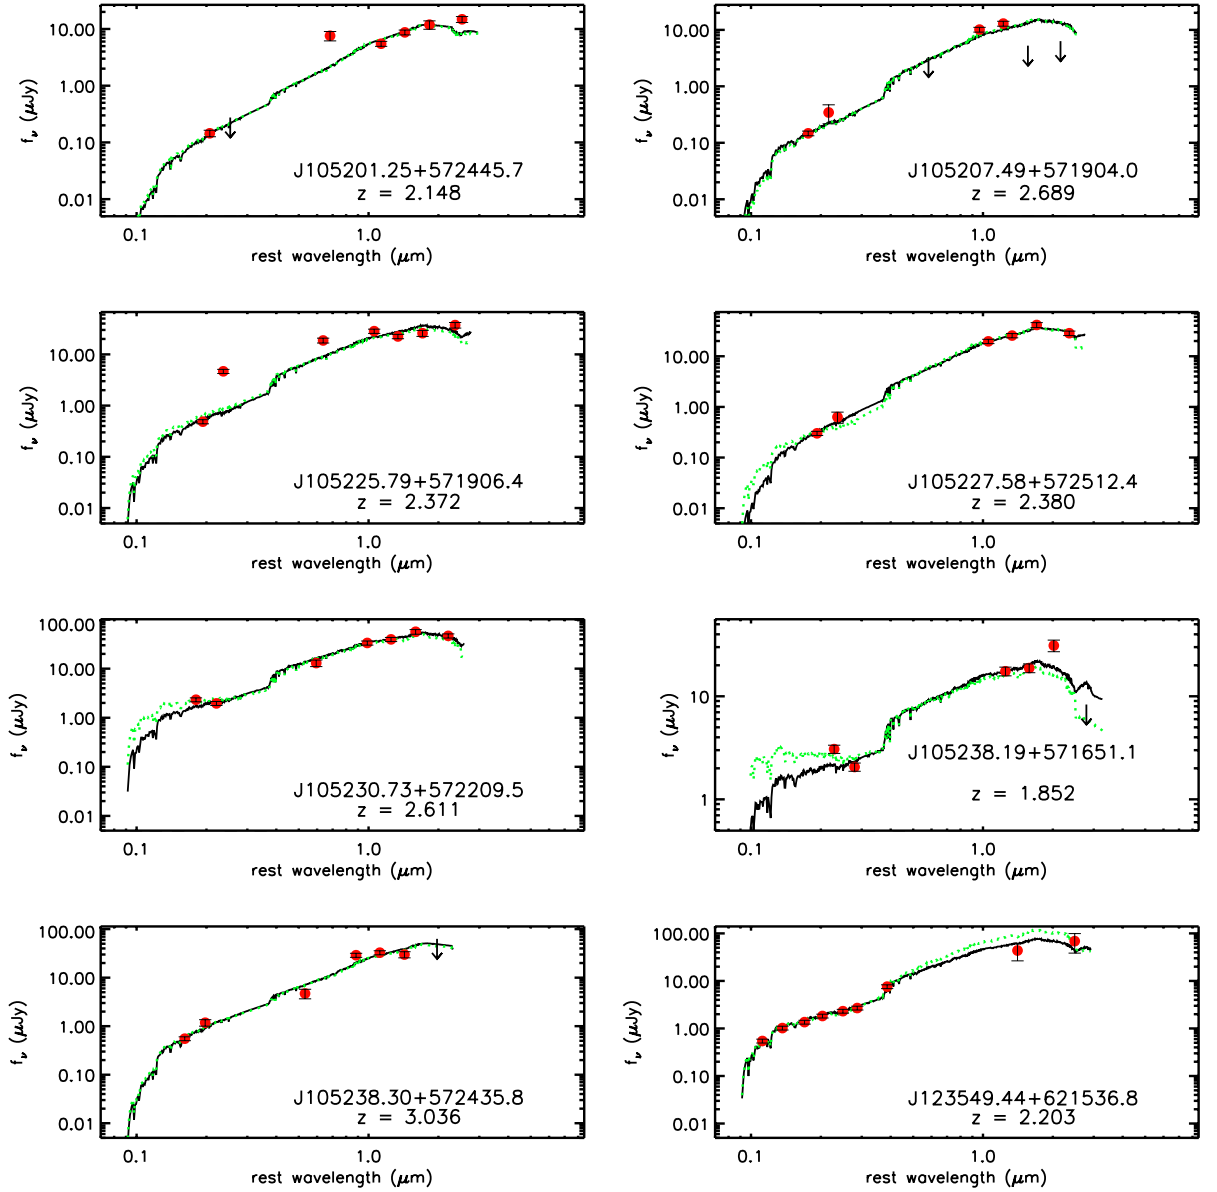 10.00
1.00
0.10
0.01
fν (μJy)
J105201.25+572445.7
z = 2.148
0.1 1.0
rest wavelength (μm)
10.00
1.00
0.10
0.01
fν (μJy)
J105207.49+571904.0
z = 2.689
0.1 1.0
rest wavelength (μm)
10.00
1.00
0.10
0.01
fν (μJy)
J105225.79+571906.4
z = 2.372
0.1 1.0
rest wavelength (μm)
10.00
1.00
0.10
0.01
fν (μJy)
J105227.58+572512.4
z = 2.380
0.1 1.0
rest wavelength (μm)
100.00
10.00
1.00
0.10
0.01
fν (μJy)
J105230.73+572209.5
z = 2.611
0.1 1.0
rest wavelength (μm)
10
1
fν (μJy)
J105238.19+571651.1
z = 1.852
0.1 1.0
rest wavelength (μm)
100.00
10.00
1.00
0.10
0.01
fν (μJy)
J105238.30+572435.8
z = 3.036
0.1 1.0
rest wavelength (μm)
100.00
10.00
1.00
0.10
0.01
fν (μJy)
J123549.44+621536.8
z = 2.203
0.1 1.0
rest wavelength (μm)